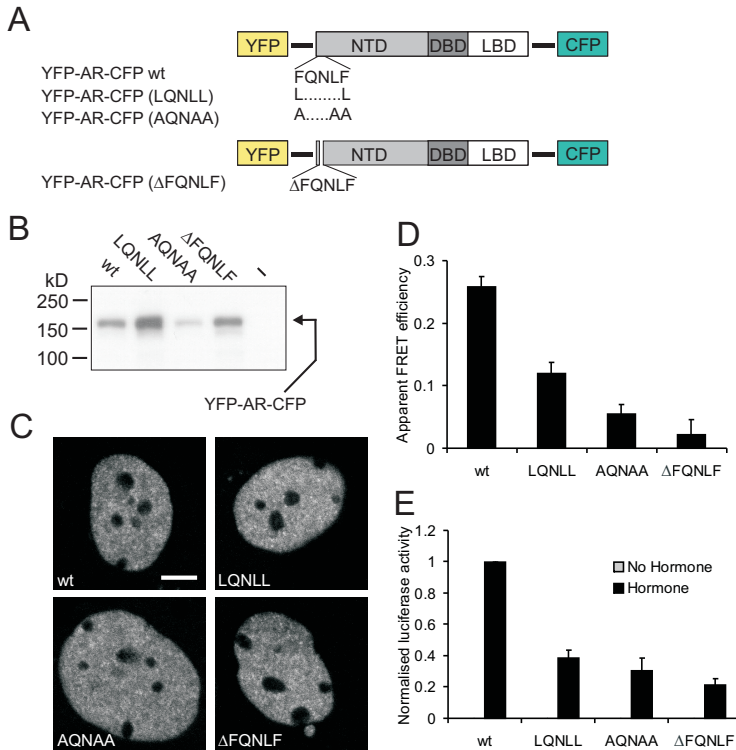 A
YFP NTD DBD LBD CFP
YFP-AR-CFP wt FQNLF
YFP-AR-CFP (LQNLL) L........L
YFP-AR-CFP (AQNAA) A.....AA
YFP NTD DBD LBD CFP
YFP-AR-CFP (ΔFQNLF) ΔFQNLF
B
wt LQNLL AQNAA ΔFQNLF –
kD
250
150
100
YFP-AR-CFP
C
wt LQNLL
AQNAA ΔFQNLF
D
Apparent FRET efficiency
0.3
0.2
0.1
0
wt LQNLL AQNAA ΔFQNLF
E
Normalised luciferase activity
1.2
1
0.8
0.6
0.4
0.2
0
No Hormone
Hormone
wt LQNLL AQNAA ΔFQNLF